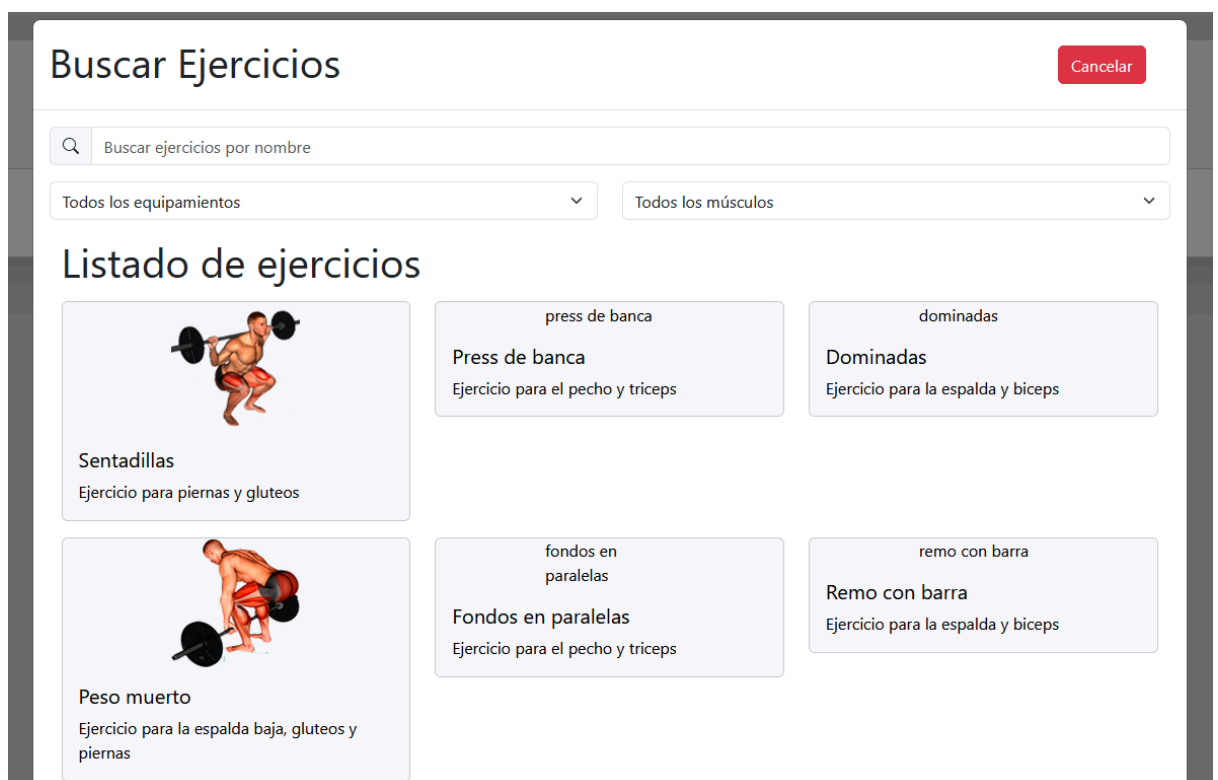 Buscar Ejercicios
Cancelar
Buscar ejercicios por nombre
Todos los equipamientos
Todos los músculos
Listado de ejercicios
Sentadillas
Ejercicio para piernas y gluteos
press de banca
Press de banca
Ejercicio para el pecho y triceps
dominadas
Dominadas
Ejercicio para la espalda y biceps
Peso muerto
Ejercicio para la espalda baja, gluteos y
piernas
fondos en
paralelas
Fondos en paralelas
Ejercicio para el pecho y triceps
remo con barra
Remo con barra
Ejercicio para la espalda y biceps